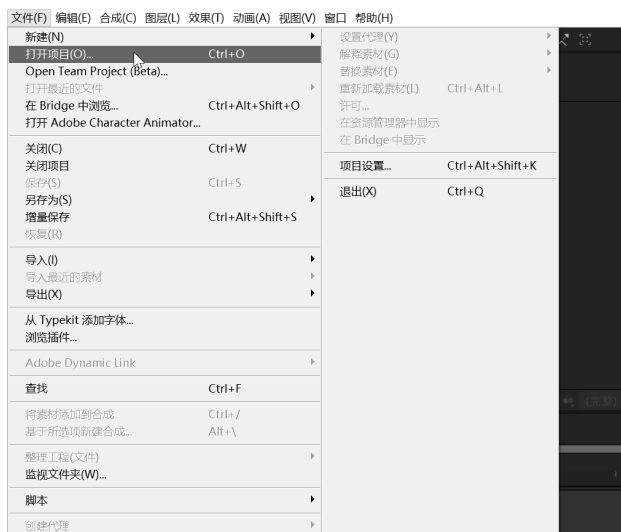 文件(F) 编辑(E) 合成(C) 图层(L) 效果(T) 动画(A) 视图(V) 窗口 帮助(H)
新建(N)
打开项目(O)... Ctrl+O
Open Team Project (Beta)...
打开最近的文件
在 Bridge 中浏览... Ctrl+Alt+Shift+O
打开 Adobe Character Animator...
关闭(C) Ctrl+W
关闭项目
保存(S) Ctrl+S
另存为(S)
增量保存 Ctrl+Alt+Shift+S
恢复(R)
导入(I)
导入最近的素材
导出(X)
从 Typekit 添加字体...
浏览插件...
Adobe Dynamic Link
查找 Ctrl+F
将素材添加到合成 Ctrl+/
基于所选项新建合成... Alt+\
整理工程(文件)
监视文件夹(W)...
脚本
创建代理
设置代理(Y)
解释素材(G)
替换素材(E)
重新加载素材(L) Ctrl+Alt+L
许可...
在资源管理器中显示
在 Bridge 中显示
项目设置... Ctrl+Alt+Shift+K
退出(X) Ctrl+Q
(完整)